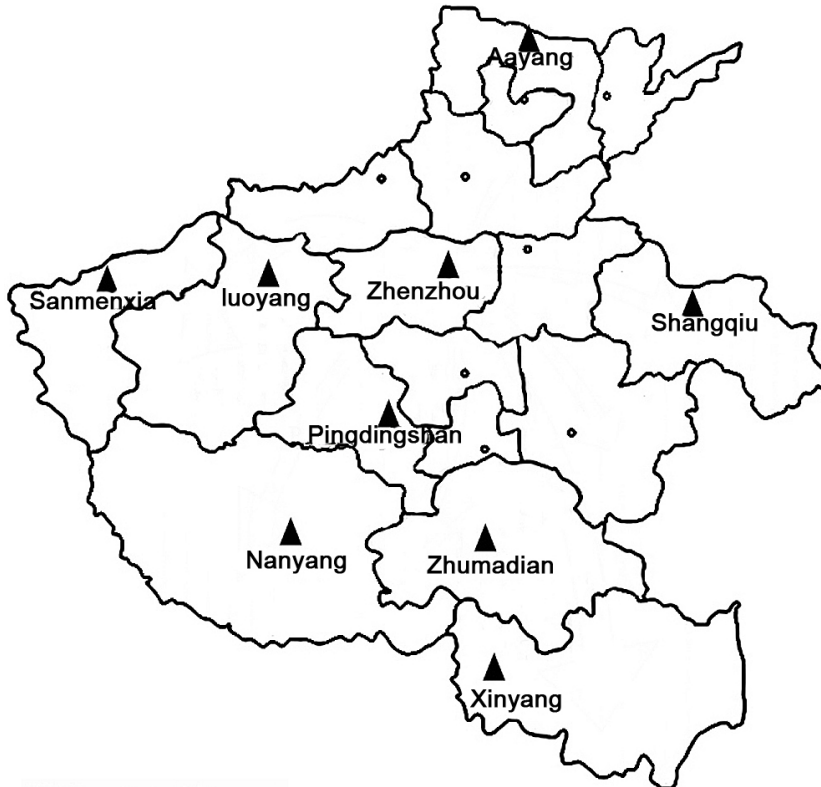 Aayang
Sanmenxia
luoyang
Zhenzhou
Shangqiu
Pingdingshan
Nanyang
Zhumadian
Xinyang